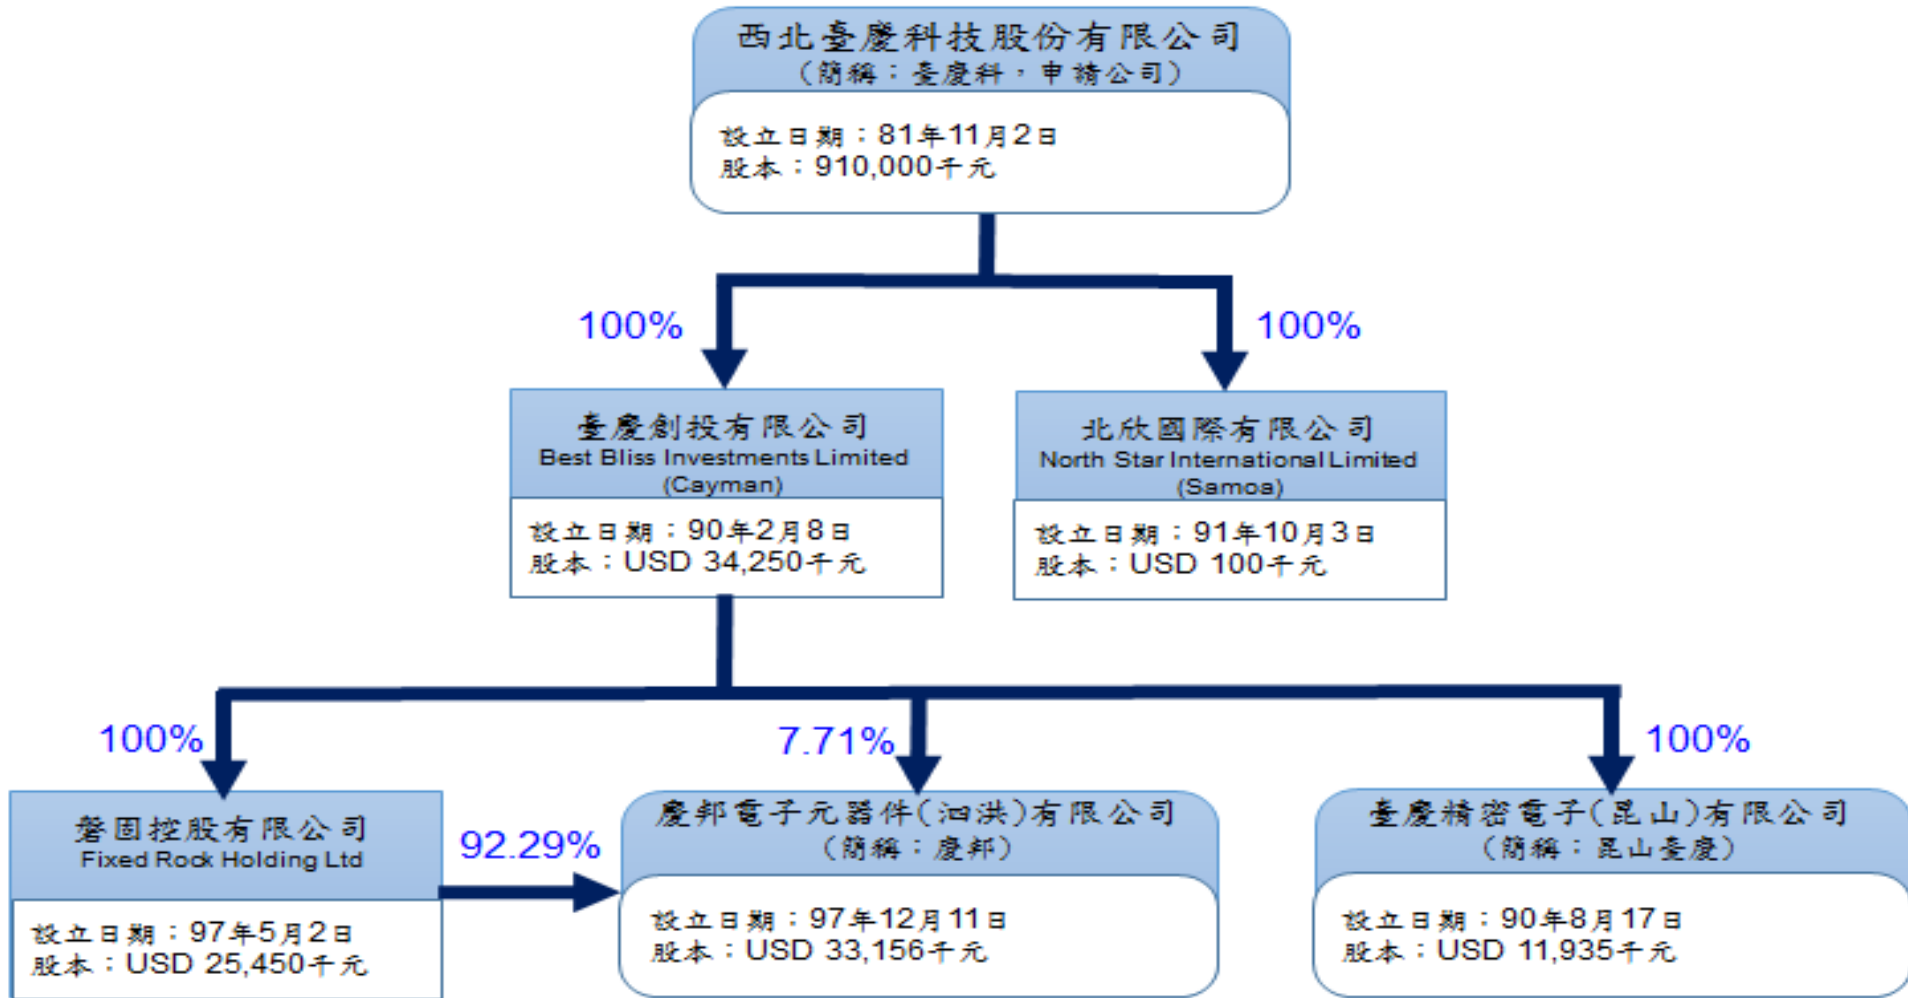 西北臺慶科技股份有限公司
(簡稱：臺慶科，申請公司)
設立日期：81年11月2日
股本：910,000千元
100%
100%
臺慶創投有限公司
Best Bliss Investments Limited
(Cayman)
設立日期：90年2月8日
股本：USD 34,250千元
北欣國際有限公司
North Star International Limited
(Samoa)
設立日期：91年10月3日
股本：USD 100千元
100%
7.71%
100%
磐固控股有限公司
Fixed Rock Holding Ltd
設立日期：97年5月2日
股本：USD 25,450千元
92.29%
慶邦電子元器件(泗洪)有限公司
(簡稱：慶邦)
設立日期：97年12月11日
股本：USD 33,156千元
臺慶精密電子(昆山)有限公司
(簡稱：昆山臺慶)
設立日期：90年8月17日
股本：USD 11,935千元